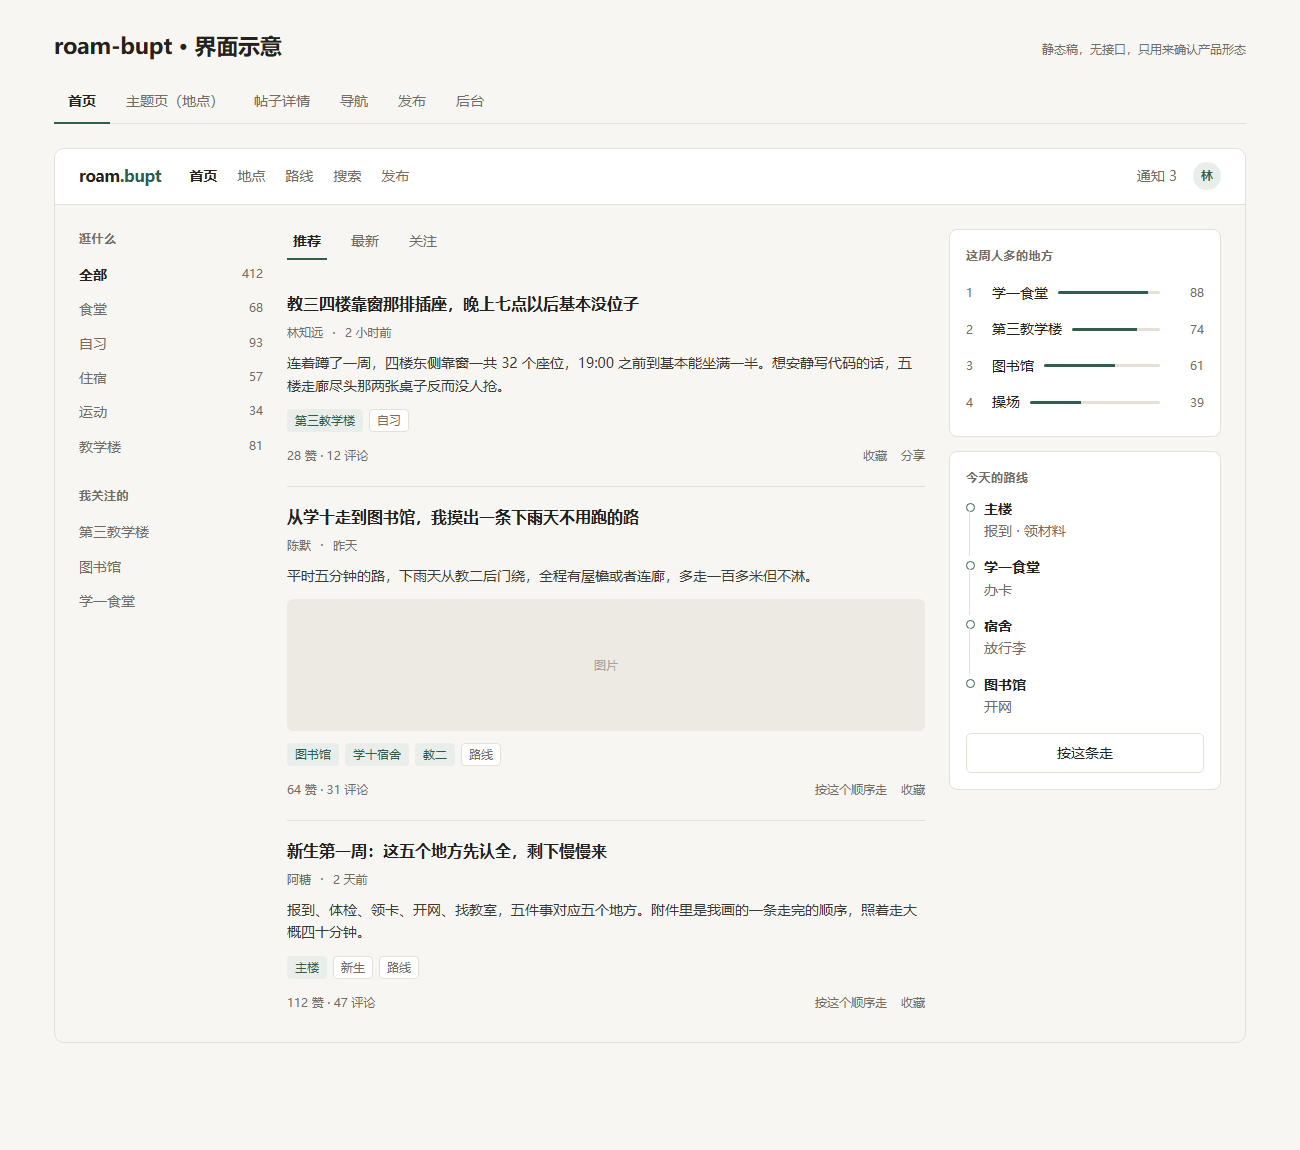 roam-bupt • 界面示意
静态稿，无接口，只用来确认产品形态
首页 主题页（地点） 帖子详情 导航 发布 后台
roam.bupt 首页 地点 路线 搜索 发布 通知 3 林
逛什么
全部 412
食堂 68
自习 93
住宿 57
运动 34
教学楼 81
我关注的
第三教学楼
图书馆
学一食堂
推荐 最新 关注
教三四楼靠窗那排插座，晚上七点以后基本没位子
林知远 · 2 小时前
连着蹲了一周，四楼东侧靠窗一共 32 个座位，19:00 之前到基本能坐满一半。想安静写代码的话，五
楼走廊尽头那两张桌子反而没人抢。
第三教学楼 自习
28 赞 · 12 评论 收藏 分享
从学十走到图书馆，我摸出一条下雨天不用跑的路
陈默 · 昨天
平时五分钟的路，下雨天从教二后门绕，全程有屋檐或者连廊，多走一百多米但不淋。
图片
图书馆 学十宿舍 教二 路线
64 赞 · 31 评论 按这个顺序走 收藏
新生第一周：这五个地方先认全，剩下慢慢来
阿糖 · 2 天前
报到、体检、领卡、开网、找教室，五件事对应五个地方。附件里是我画的一条走完的顺序，照着走大
概四十分钟。
主楼 新生 路线
112 赞 · 47 评论 按这个顺序走 收藏
这周人多的地方
1 学一食堂 88
2 第三教学楼 74
3 图书馆 61
4 操场 39
今天的路线
主楼
报到 · 领材料
学一食堂
办卡
宿舍
放行李
图书馆
开网
按这条走